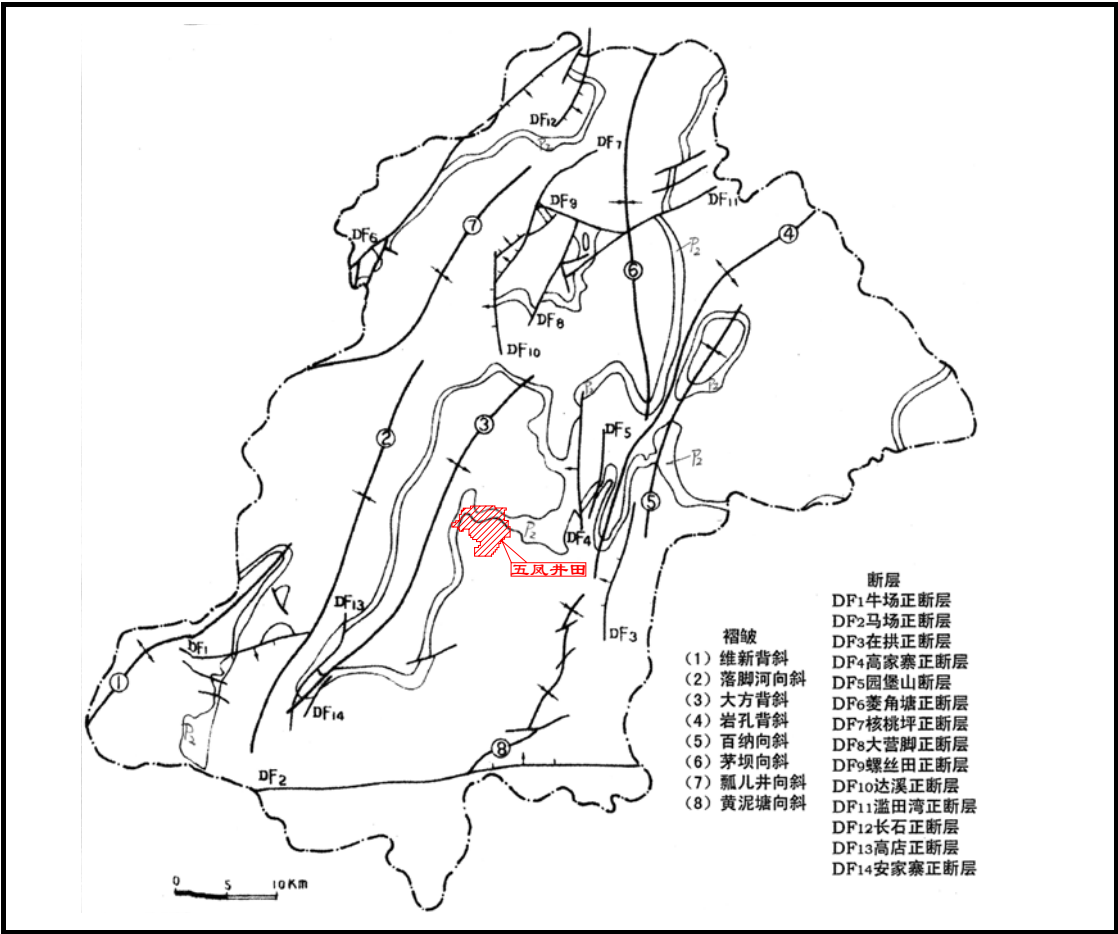 DF12
P2
DF7
DF9
DF11
⑦
DF6
④
P2
⑥
DF8
DF10
P2
P2
③
②
DF5
P2
⑤
P2
DF4
五凤井田
DF13
DF3
DF1
①
DF14
P2
⑧
DF2
0 5 10Km
褶皱
(1)维新背斜
(2)落脚河向斜
(3)大方背斜
(4)岩孔背斜
(5)百纳向斜
(6)茅坝向斜
(7)瓢儿井向斜
(8)黄泥塘向斜
断层
DF1牛场正断层
DF2马场正断层
DF3在拱正断层
DF4高家寨正断层
DF5园堡山断层
DF6菱角塘正断层
DF7核桃坪正断层
DF8大营脚正断层
DF9螺丝田正断层
DF10达溪正断层
DF11滥田湾正断层
DF12长石正断层
DF13高店正断层
DF14安家寨正断层